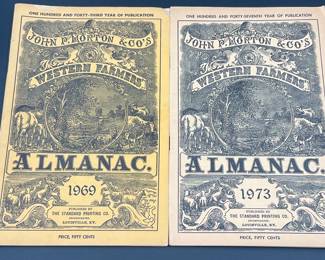 ONE HUNDRED AND FORTY-THIRD YEAR OF PUBLICATION
JOHN P. MORTON & CO'S
WESTERN FARMERS'
ALMANAC.
1969
PUBLISHED BY
THE STANDARD PRINTING CO.
INCORPORATED
LOUISVILLE, KY.
PRICE, FIFTY CENTS
ONE HUNDRED AND FORTY-SEVENTH YEAR OF PUBLICATION
JOHN P. MORTON & CO'S
WESTERN FARMERS'
ALMANAC.
1973
PUBLISHED BY
THE STANDARD PRINTING CO.
INCORPORATED
LOUISVILLE, KY.
PRICE, FIFTY CENTS